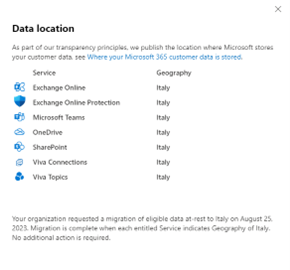 Data location
As part of our transparency principles, we publish the location where Microsoft stores
your customer data, see Where your Microsoft 365 customer data is stored.
Service Geography
Exchange Online Italy
Exchange Online Protection Italy
Microsoft Teams Italy
OneDrive Italy
SharePoint Italy
Viva Connections Italy
Viva Topics Italy
Your organization requested a migration of eligible data at-rest to Italy on August 25,
2023. Migration is complete when each entitled Service indicates Geography of Italy.
No additional action is required.